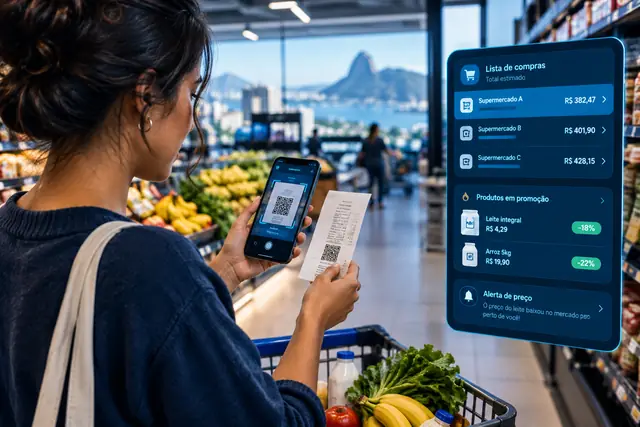 Lista de compras
Total estimado
Supermercado A
R$ 382,47
Supermercado B
R$ 401,90
Supermercado C
R$ 428,15
Produtos em promoção
Leite integral
R$ 4,29
-18%
Arroz 5kg
R$ 19,90
-22%
Alerta de preço
O preço do leite baixou no mercado pen
perto de você!